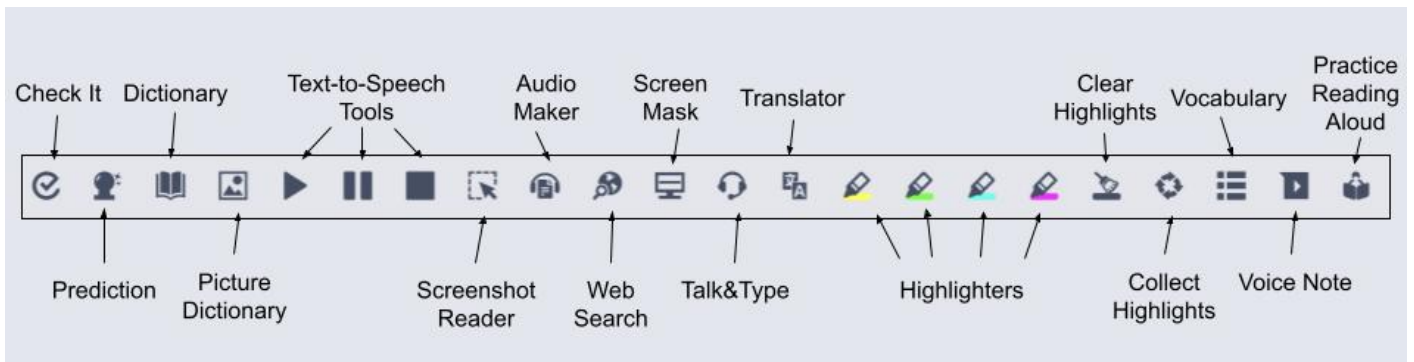 Check It
Dictionary
Text-to-Speech
Tools
Audio
Maker
Screen
Mask
Translator
Clear
Highlights
Vocabulary
Practice
Reading
Aloud
Prediction
Picture
Dictionary
Screenshot
Reader
Web
Search
Talk&Type
Highlighters
Collect
Highlights
Voice Note